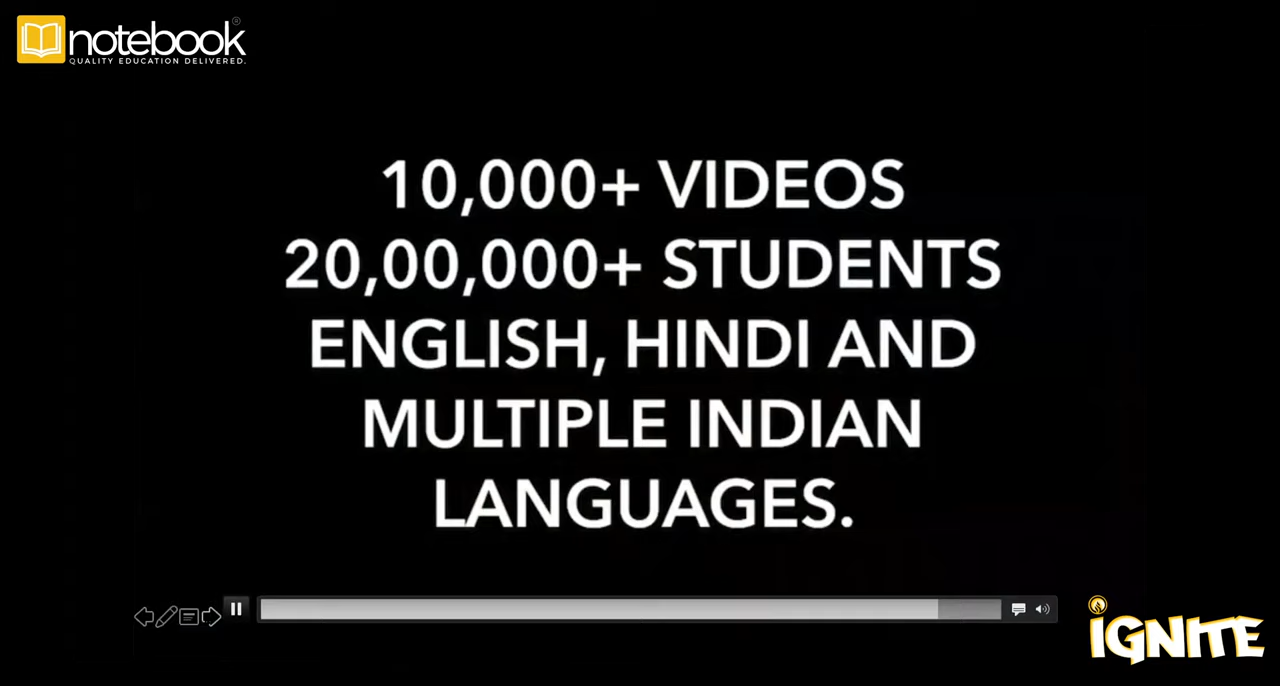 notebook®
QUALITY EDUCATION DELIVERED.
10,000+ VIDEOS
20,00,000+ STUDENTS
ENGLISH, HINDI AND
MULTIPLE INDIAN
LANGUAGES.
iGNITE